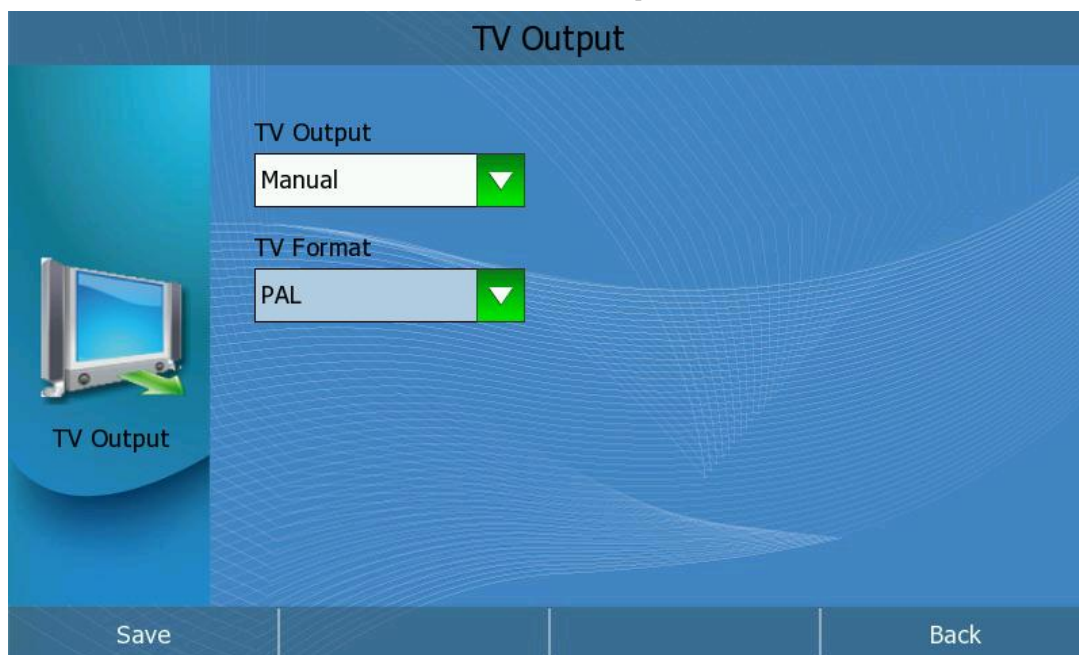 TV Output
TV Output
Manual
TV Format
PAL
TV Output
Save
Back